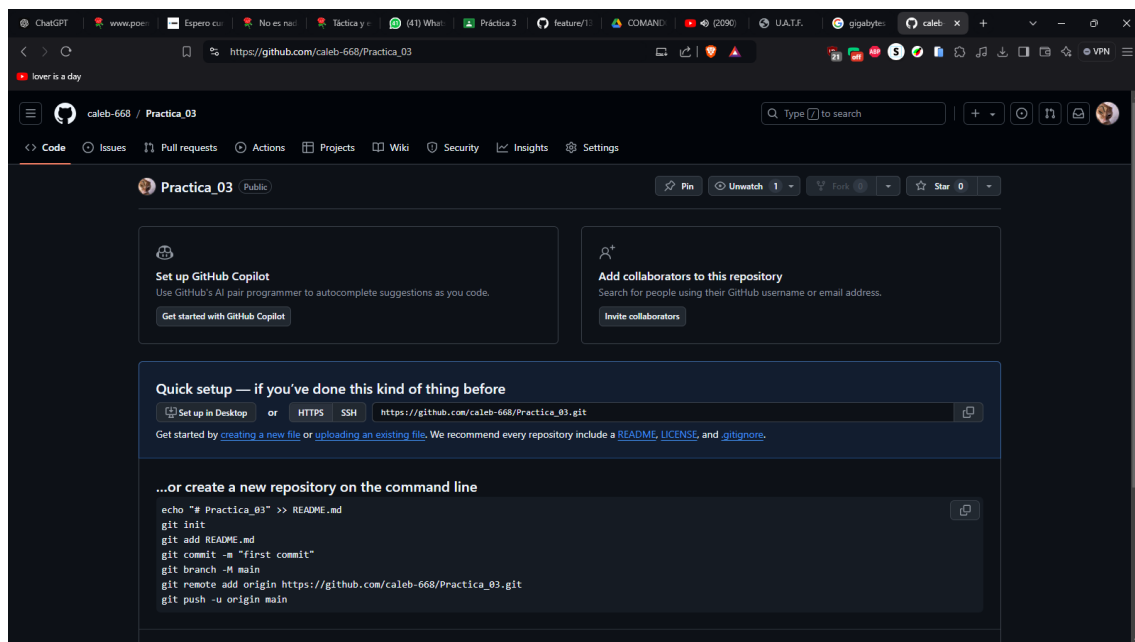 ChatGPT www.poe Espero cur No es nad Táctica y e (41) What Práctica 3 feature/13 COMAND (2090) U.A.T.F. gigabytes caleb
https://github.com/caleb-668/Practica_03 21 off ABP S VPN
lover is a day
caleb-668 / Practica_03 Type / to search
Code Issues Pull requests Actions Projects Wiki Security Insights Settings
Practica_03 Public Pin Unwatch 1 Fork 0 Star 0
Set up GitHub Copilot
Use GitHub's AI pair programmer to autocomplete suggestions as you code.
Get started with GitHub Copilot
Add collaborators to this repository
Search for people using their GitHub username or email address.
Invite collaborators
Quick setup — if you've done this kind of thing before
Set up in Desktop or HTTPS SSH https://github.com/caleb-668/Practica_03.git
Get started by creating a new file or uploading an existing file. We recommend every repository include a README, LICENSE, and .gitignore.
...or create a new repository on the command line
echo "# Practica_03" >> README.md
git init
git add README.md
git commit -m "first commit"
git branch -M main
git remote add origin https://github.com/caleb-668/Practica_03.git
git push -u origin main